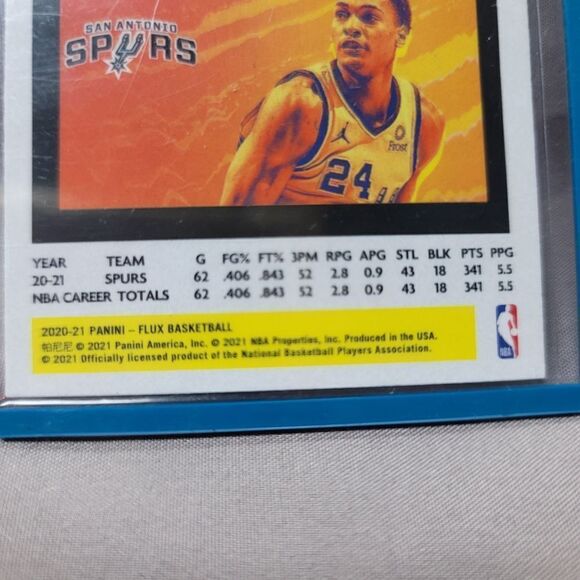 SAN ANTONIO
SPURS
Frost
24
YEAR TEAM G FG% FT% 3PM RPG APG STL BLK PTS PPG
20-21 SPURS 62 .406 .843 52 2.8 0.9 43 18 341 5.5
NBA CAREER TOTALS 62 .406 .843 52 2.8 0.9 43 18 341 5.5
2020-21 PANINI – FLUX BASKETBALL
帕尼尼 © 2021 Panini America, Inc. © 2021 NBA Properties, Inc. Produced in the USA.
© 2021 Officially licensed product of the National Basketball Players Association.
NBA